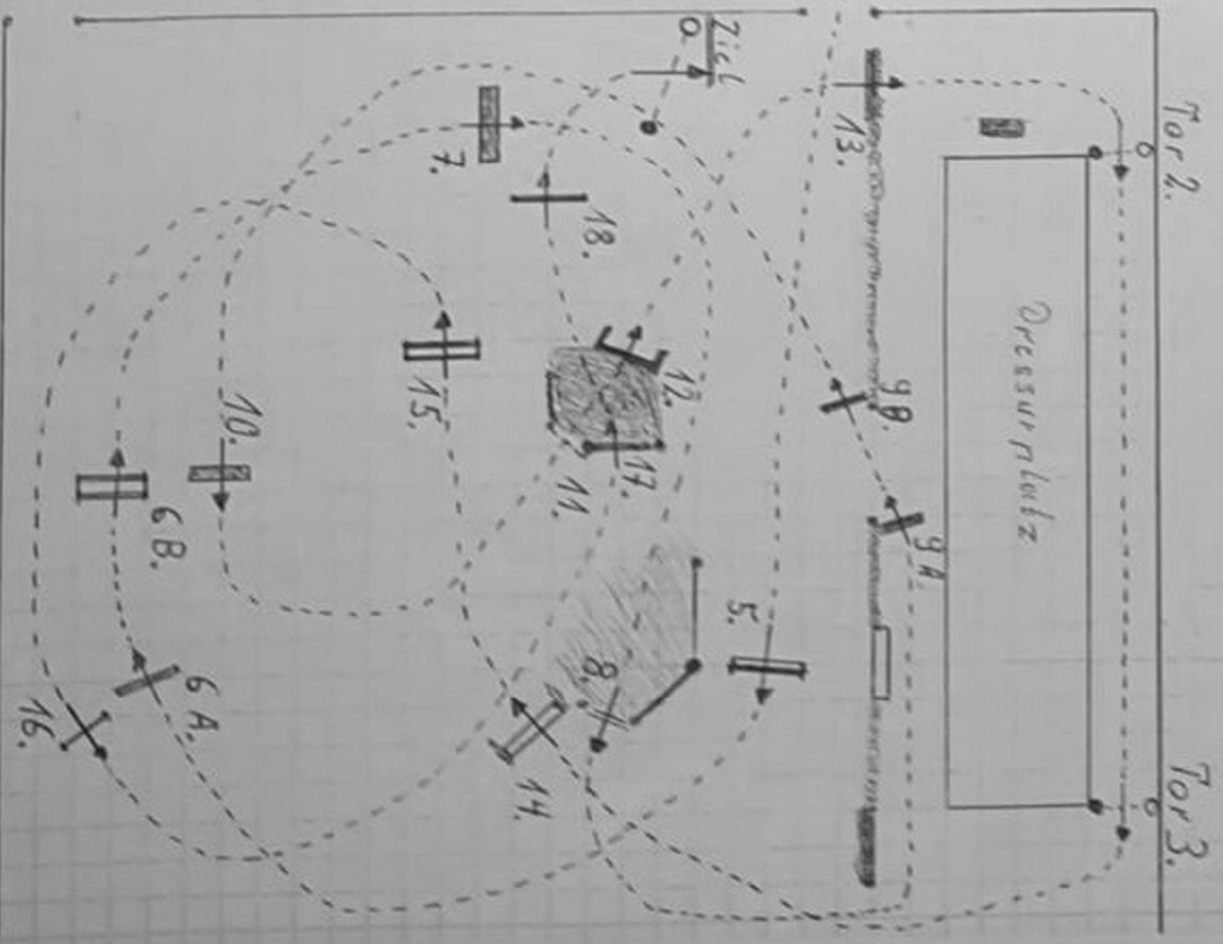 Ziel
Tor 2.
13.
7.
18.
Dressurplatz
12.
9B.
15.
10.
17.
11.
9A.
6B.
5.
8.
6A.
16.
14.
Tor 3.